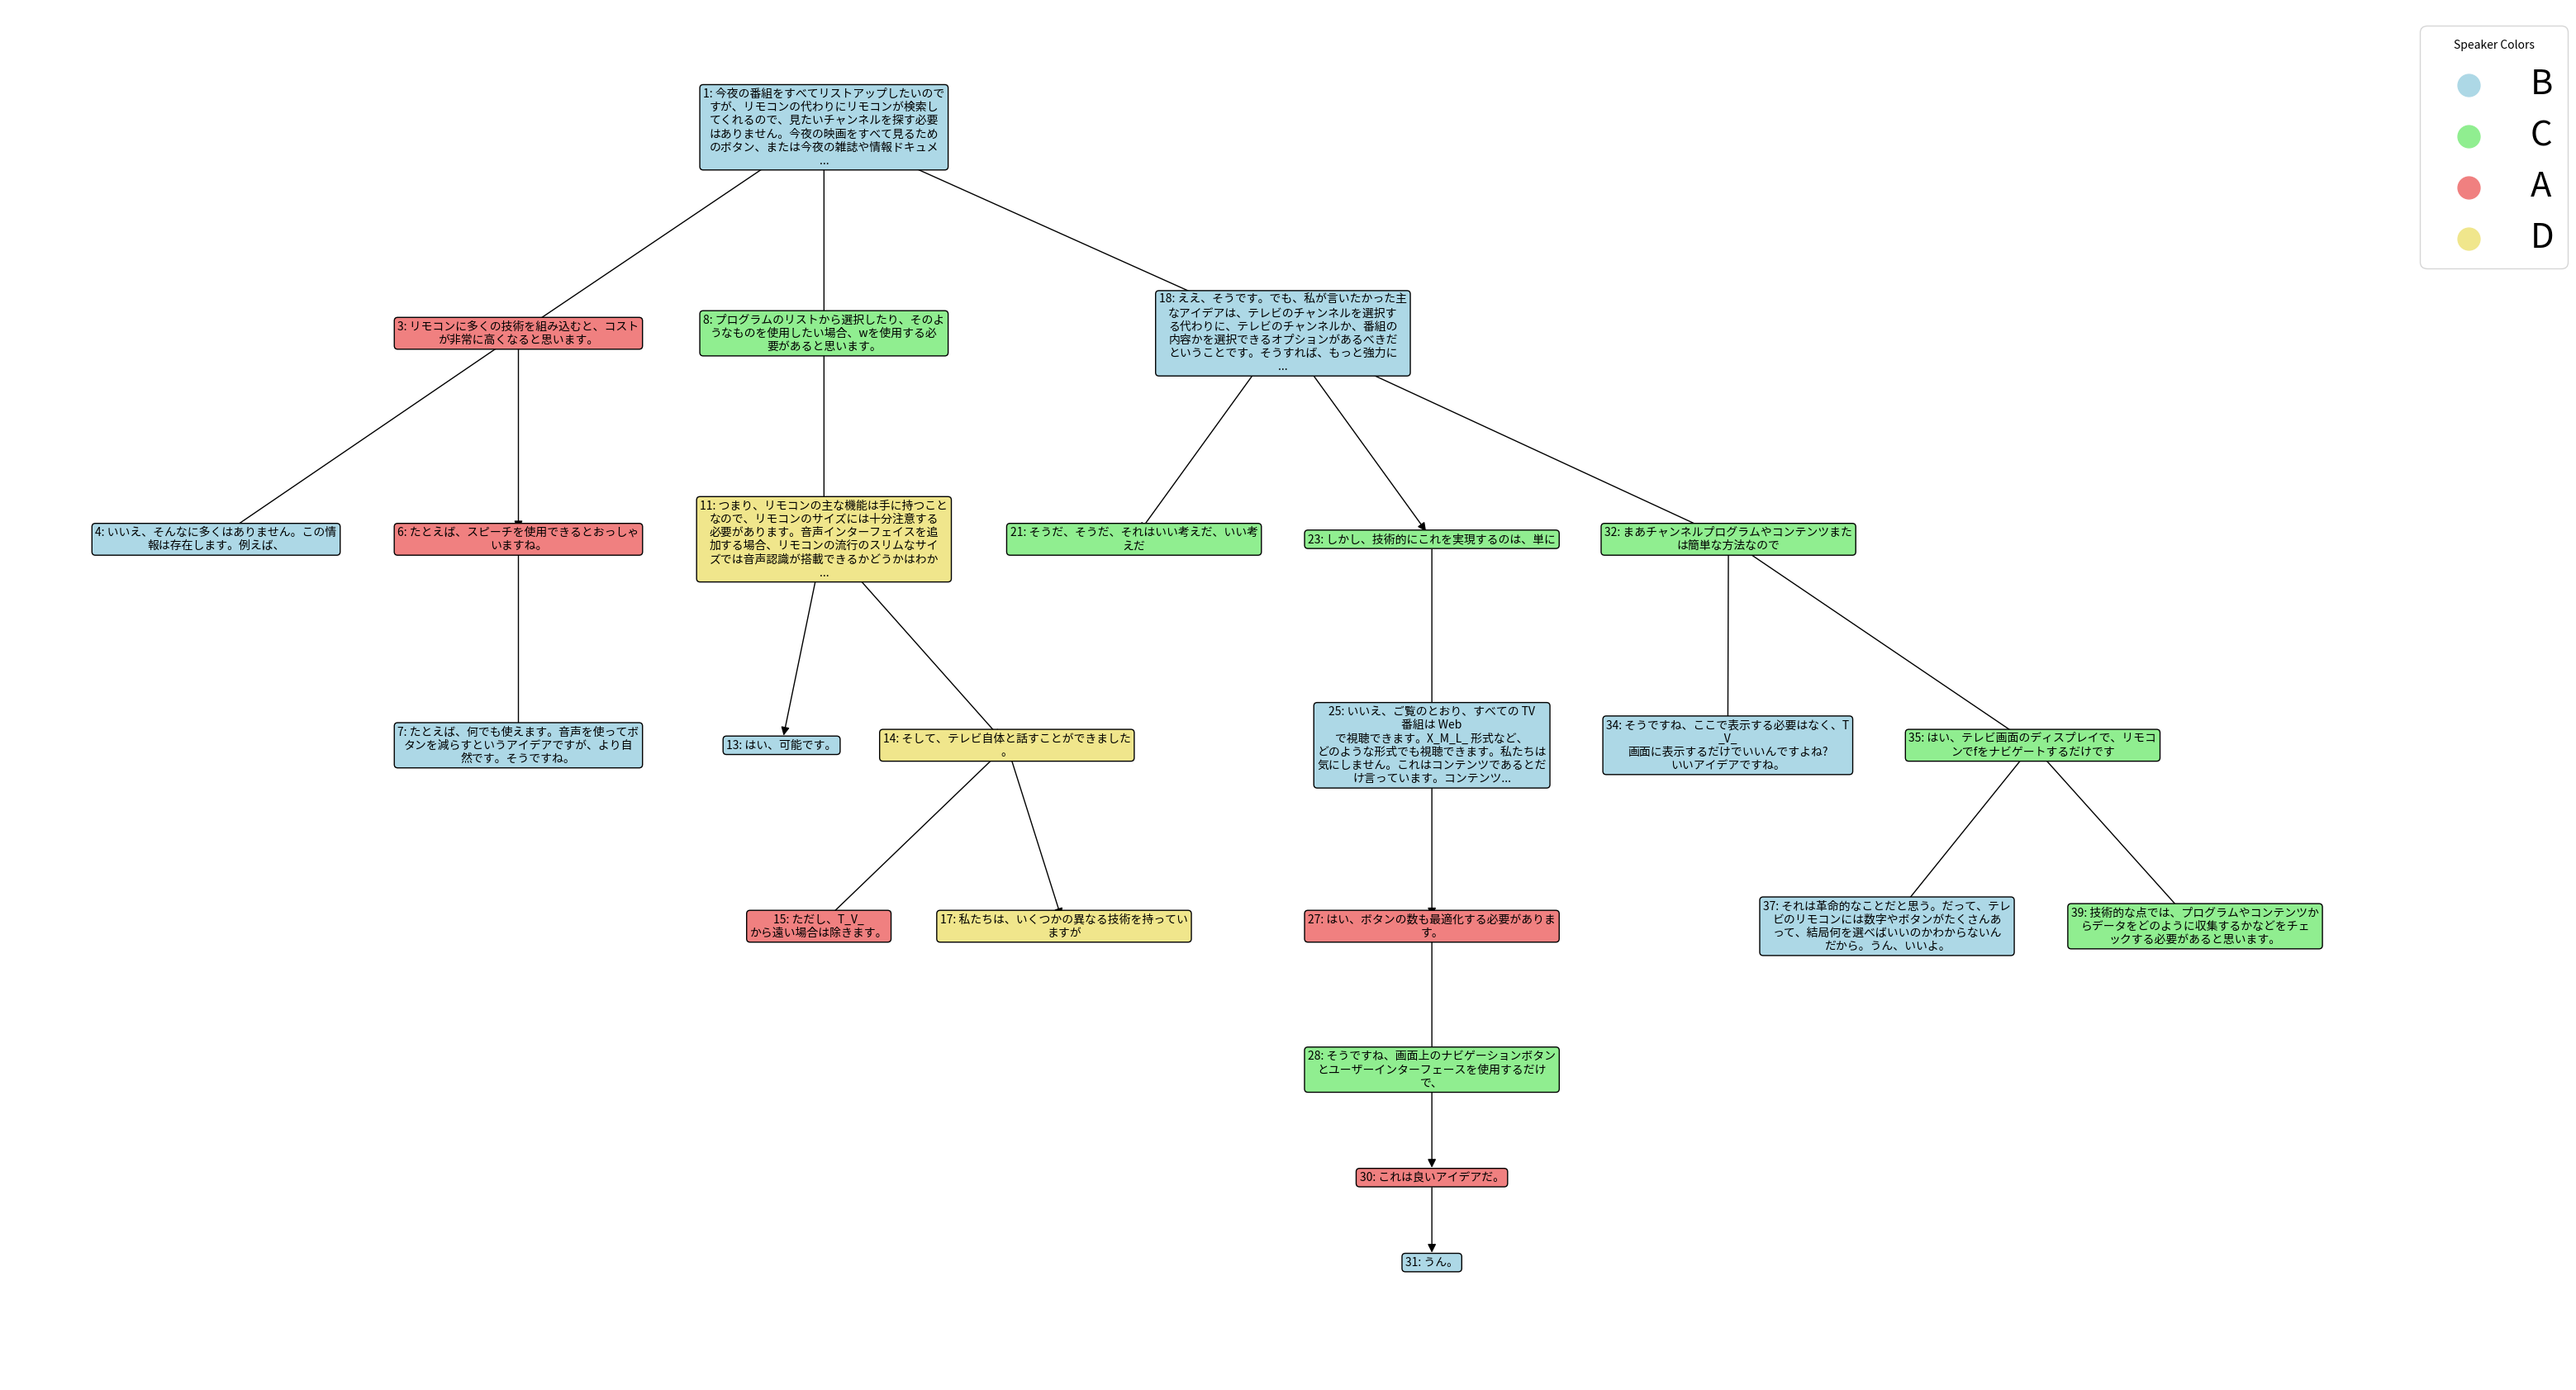 Speaker Colors
B
C
A
D
1: 今夜の番組をすべてリストアップしたいので
すが、リモコンの代わりにリモコンが検索し
てくれるので、見たいチャンネルを探す必要
はありません。今夜の映画をすべて見るため
のボタン、または今夜の雑誌や情報ドキュメ
...
3: リモコンに多くの技術を組み込むと、コスト
が非常に高くなると思います。
8: プログラムのリストから選択したり、そのよ
うなものを使用したい場合、wを使用する必
要があると思います。
18: ええ、そうです。でも、私が言いたかった主
なアイデアは、テレビのチャンネルを選択す
る代わりに、テレビのチャンネルか、番組の
内容かを選択できるオプションがあるべきだ
ということです。そうすれば、もっと強力に
...
4: いいえ、そんなに多くはありません。この情
報は存在します。例えば、
6: たとえば、スピーチを使用できるとおっしゃ
いますね。
11: つまり、リモコンの主な機能は手に持つこと
なので、リモコンのサイズには十分注意する
必要があります。音声インターフェイスを追
加する場合、リモコンの流行のスリムなサイ
ズでは音声認識が搭載できるかどうかはわか
...
21: そうだ、そうだ、それはいい考えだ、いい考
えだ
23: しかし、技術的にこれを実現するのは、単に
32: まあチャンネルプログラムやコンテンツまた
は簡単な方法なので
7: たとえば、何でも使えます。音声を使ってボ
タンを減らすというアイデアですが、より自
然です。そうですね。
13: はい、可能です。
14: そして、テレビ自体と話すことができました
。
25: いいえ、ご覧のとおり、すべての TV
番組は Web
で視聴できます。X_M_L_ 形式など、
どのような形式でも視聴できます。私たちは
気にしません。これはコンテンツであるとだ
け言っています。コンテンツ...
34: そうですね、ここで表示する必要はなく、T
_V_
画面に表示するだけでいいんですよね?
いいアイデアですね。
35: はい、テレビ画面のディスプレイで、リモコ
ンでfをナビゲートするだけです
15: ただし、T_V_
から遠い場合は除きます。
17: 私たちは、いくつかの異なる技術を持ってい
ますが
27: はい、ボタンの数も最適化する必要がありま
す。
37: それは革命的なことだと思う。だって、テレ
ビのリモコンには数字やボタンがたくさんあ
って、結局何を選べばいいのかわからないん
だから。うん、いいよ。
39: 技術的な点では、プログラムやコンテンツか
らデータをどのように収集するかなどをチェ
ックする必要があると思います。
28: そうですね、画面上のナビゲーションボタン
とユーザーインターフェースを使用するだけ
で、
30: これは良いアイデアだ。
31: うん。